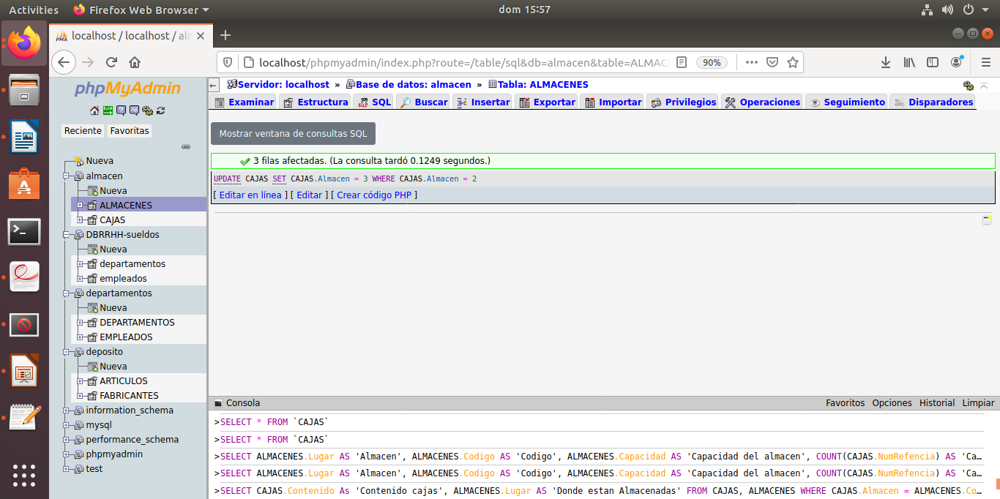 Activities Firefox Web Browser dom 15:57
localhost / localhost / aln
localhost/phpmyadmin/index.php?route=/table/sql&db=almacen&table=ALMAC 90%
phpMyAdmin
Reciente Favoritas
Nueva
almacen
Nueva
ALMACENES
CAJAS
DBRRHH-sueldos
Nueva
departamentos
empleados
departamentos
Nueva
DEPARTAMENTOS
EMPLEADOS
deposito
Nueva
ARTICULOS
FABRICANTES
information_schema
mysql
performance_schema
phpmyadmin
test
Servidor: localhost » Base de datos: almacen » Tabla: ALMACENES
Examinar Estructura SQL Buscar Insertar Exportar Importar Privilegios Operaciones Seguimiento Disparadores
Mostrar ventana de consultas SQL
3 filas afectadas. (La consulta tardó 0.1249 segundos.)
UPDATE CAJAS SET CAJAS.Almacen = 3 WHERE CAJAS.Almacen = 2
[ Editar en línea ] [ Editar ] [ Crear código PHP ]
Consola Favoritos Opciones Historial Limpiar
>SELECT * FROM `CAJAS`
>SELECT * FROM `CAJAS`
>SELECT ALMACENES.Lugar AS 'Almacen', ALMACENES.Codigo AS 'Codigo', ALMACENES.Capacidad AS 'Capacidad del almacen', COUNT(CAJAS.NumRefencia) AS 'Ca…
>SELECT ALMACENES.Lugar AS 'Almacen', ALMACENES.Codigo AS 'Codigo', ALMACENES.Capacidad AS 'Capacidad del almacen', COUNT(CAJAS.NumRefencia) AS 'Ca…
>SELECT CAJAS.Contenido As 'Contenido cajas', ALMACENES.Lugar AS 'Donde estan Almacenadas' FROM CAJAS, ALMACENES WHERE CAJAS.Almacen = ALMACENES.Co…